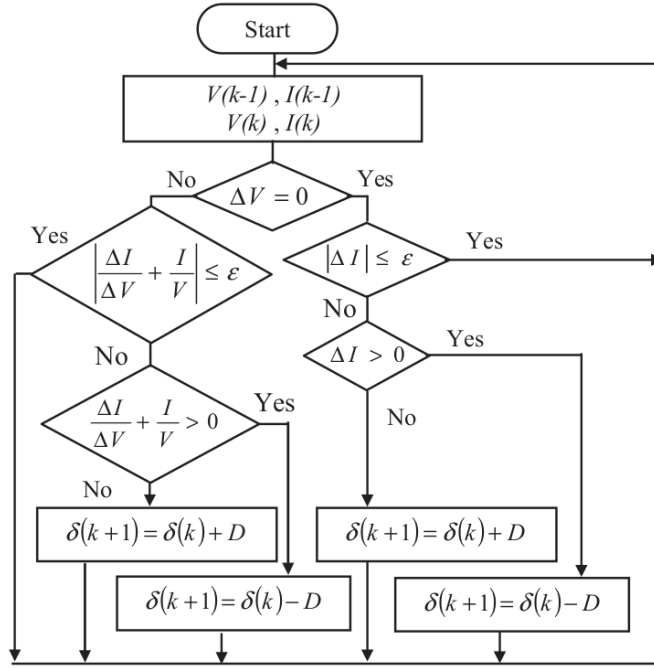 Start
V(k-1) , I(k-1)
V(k) , I(k)
No
ΔV = 0
Yes
Yes
|ΔI/ΔV + I/V| ≤ ε
|ΔI| ≤ ε
Yes
No
No
ΔI > 0
Yes
ΔI/ΔV + I/V > 0
Yes
No
No
δ(k+1) = δ(k) + D
δ(k+1) = δ(k) + D
δ(k+1) = δ(k) − D
δ(k+1) = δ(k) − D